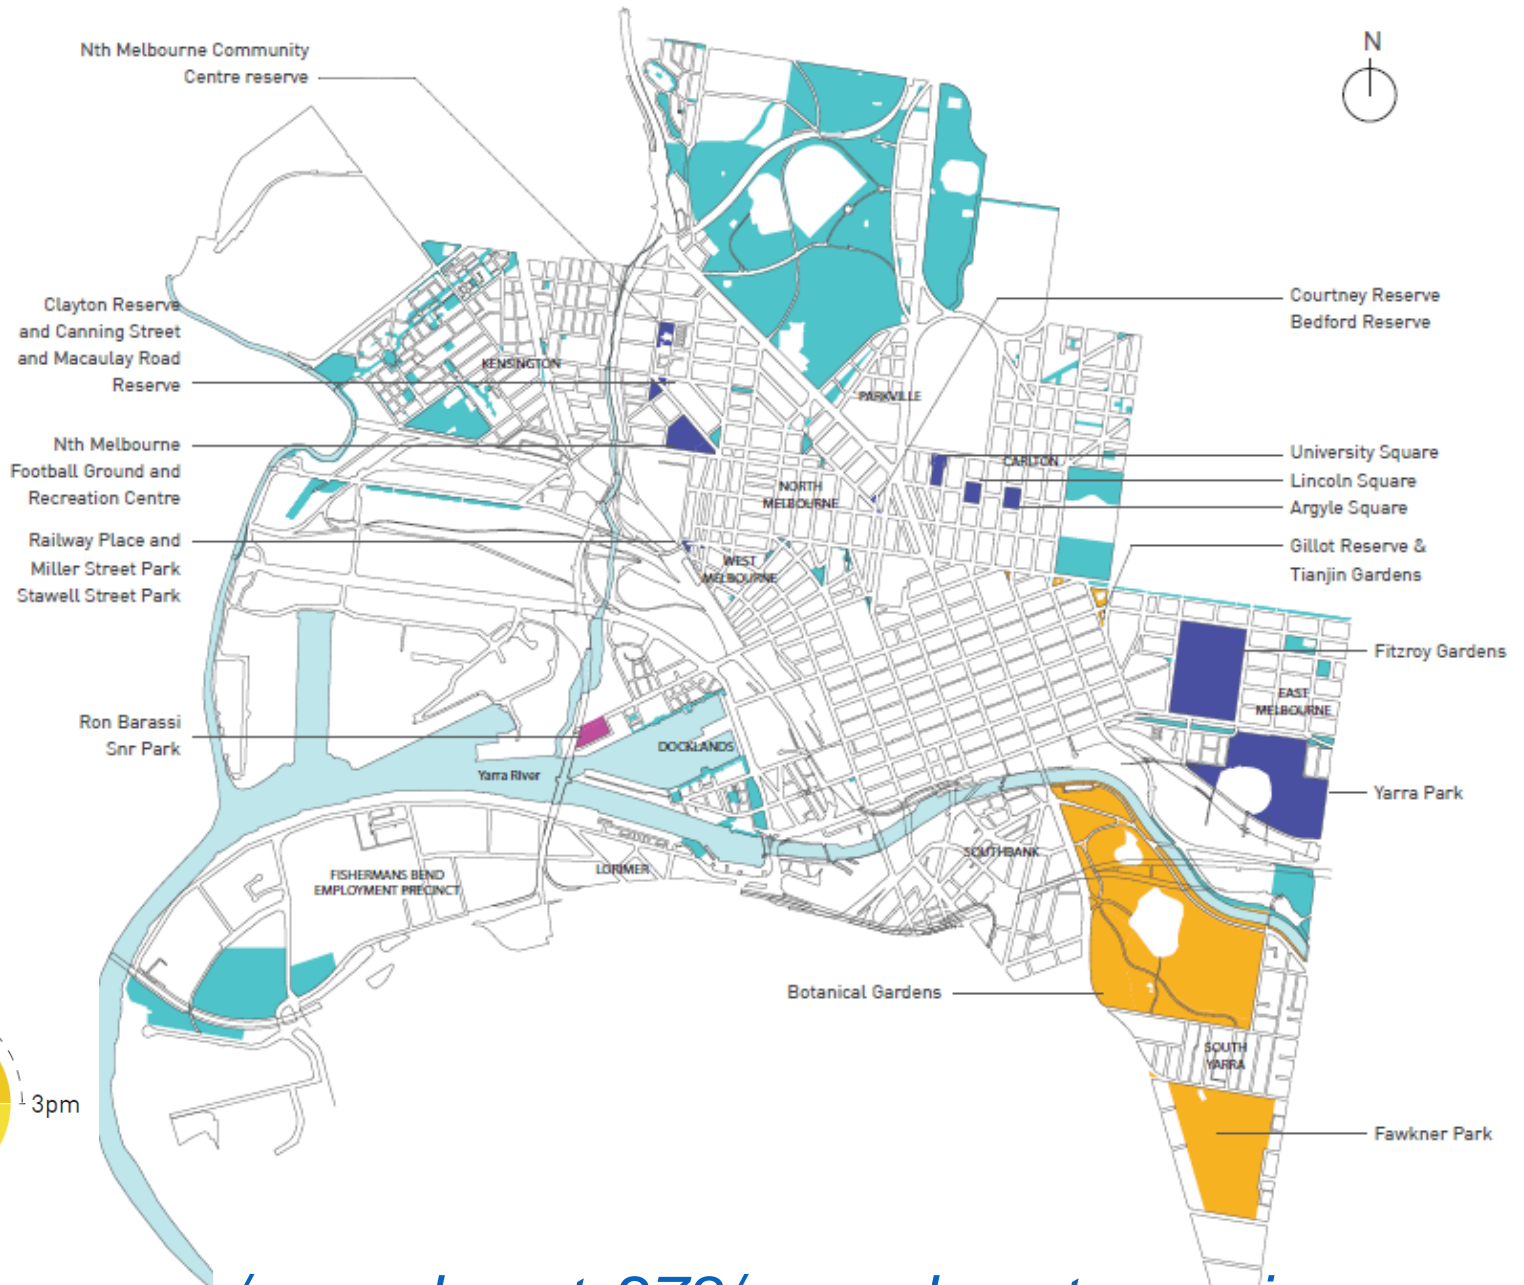 Nth Melbourne Community
Centre reserve
N
Clayton Reserve
and Canning Street
and Macaulay Road
Reserve
Courtney Reserve
Bedford Reserve
KENSINGTON
PARKVILLE
Nth Melbourne
Football Ground and
Recreation Centre
University Square
Lincoln Square
Argyle Square
CARLTON
NORTH
MELBOURNE
Railway Place and
Miller Street Park
Stawell Street Park
WEST
MELBOURNE
Gillot Reserve &
Tianjin Gardens
Fitzroy Gardens
EAST
MELBOURNE
Ron Barassi
Snr Park
DOCKLANDS
Yarra River
Yarra Park
SOUTHBANK
LORIMER
FISHERMANS BEND
EMPLOYMENT PRECINCT
Botanical Gardens
SOUTH
YARRA
3pm
Fawkner Park